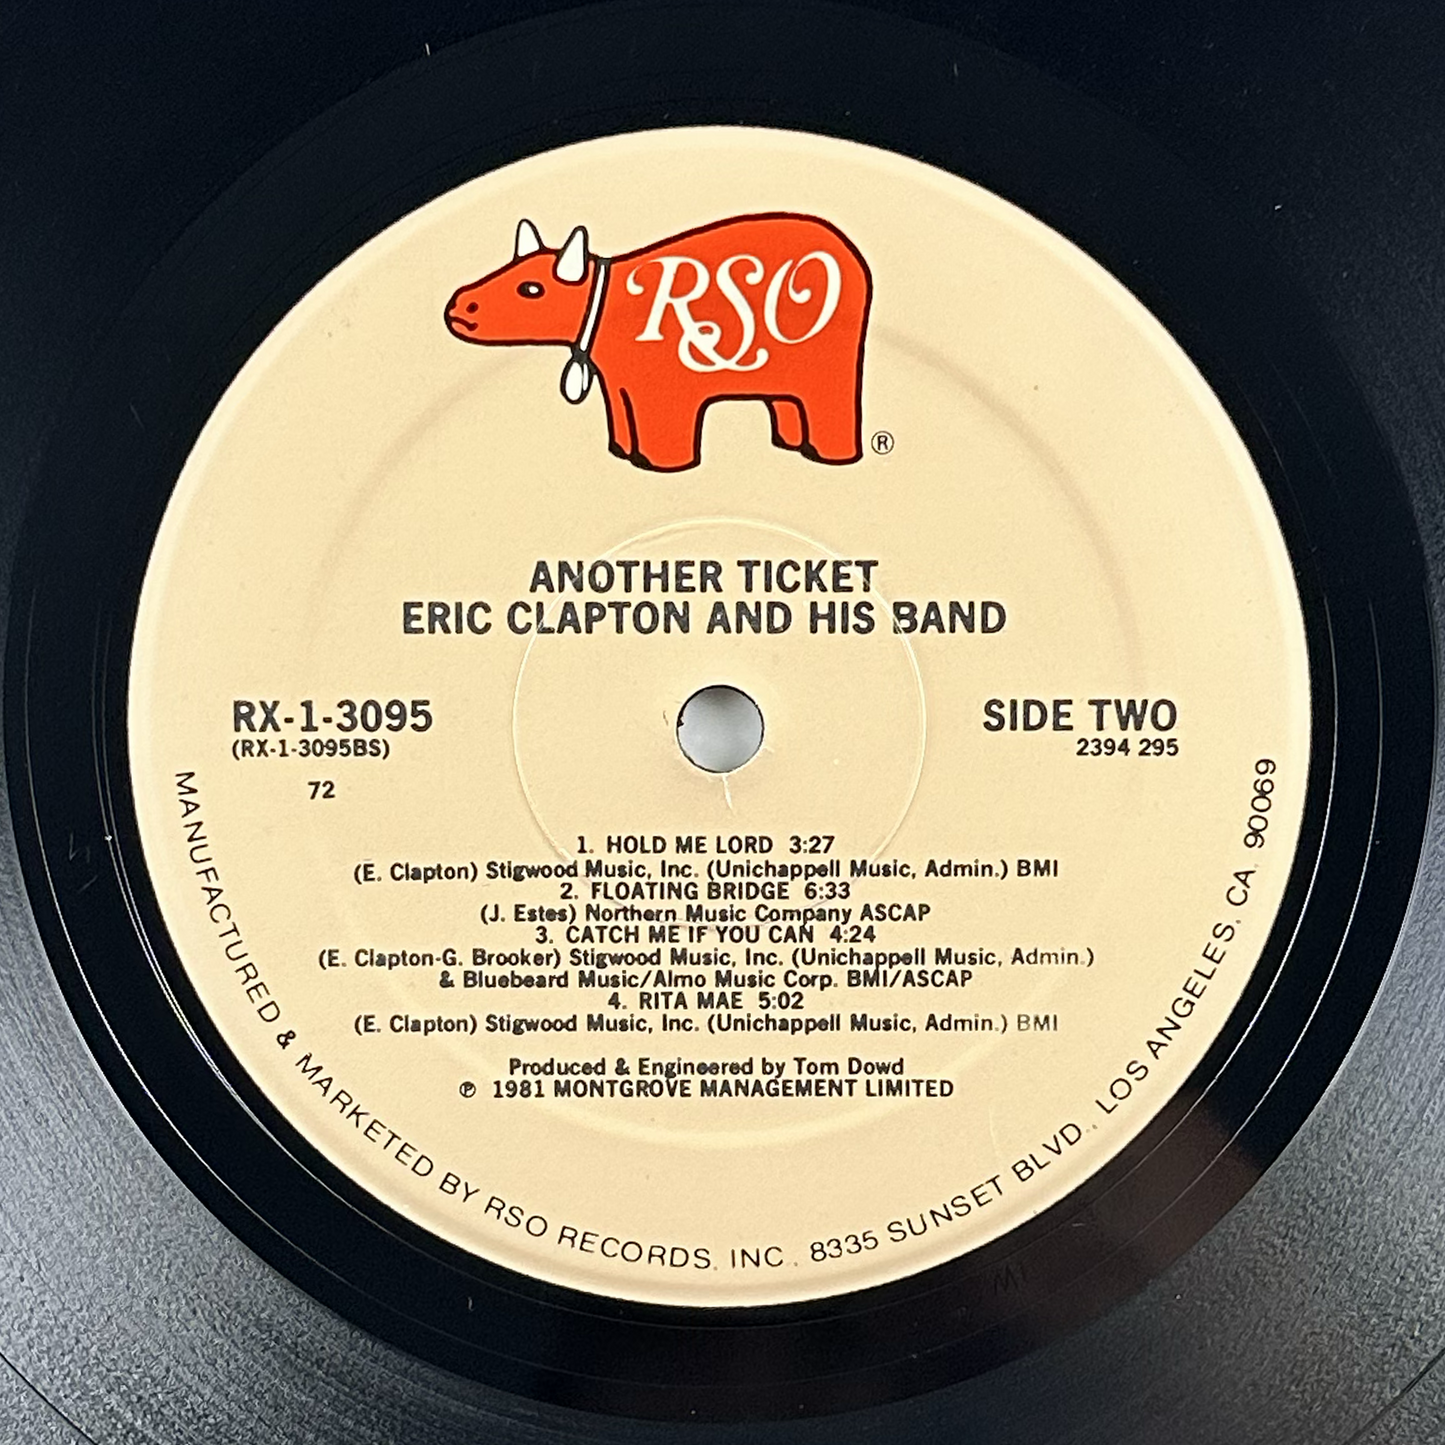 RSO
®
ANOTHER TICKET
ERIC CLAPTON AND HIS BAND
RX-1-3095
(RX-1-3095BS)
72
SIDE TWO
2394 295
1. HOLD ME LORD 3:27
(E. Clapton) Stigwood Music, Inc. (Unichappell Music, Admin.) BMI
2. FLOATING BRIDGE 6:33
(J. Estes) Northern Music Company ASCAP
3. CATCH ME IF YOU CAN 4:24
(E. Clapton-G. Brooker) Stigwood Music, Inc. (Unichappell Music, Admin.)
& Bluebeard Music/Almo Music Corp. BMI/ASCAP
4. RITA MAE 5:02
(E. Clapton) Stigwood Music, Inc. (Unichappell Music, Admin.) BMI
Produced & Engineered by Tom Dowd
℗ 1981 MONTGROVE MANAGEMENT LIMITED
MANUFACTURED & MARKETED BY RSO RECORDS, INC., 8335 SUNSET BLVD., LOS ANGELES, CA. 90069